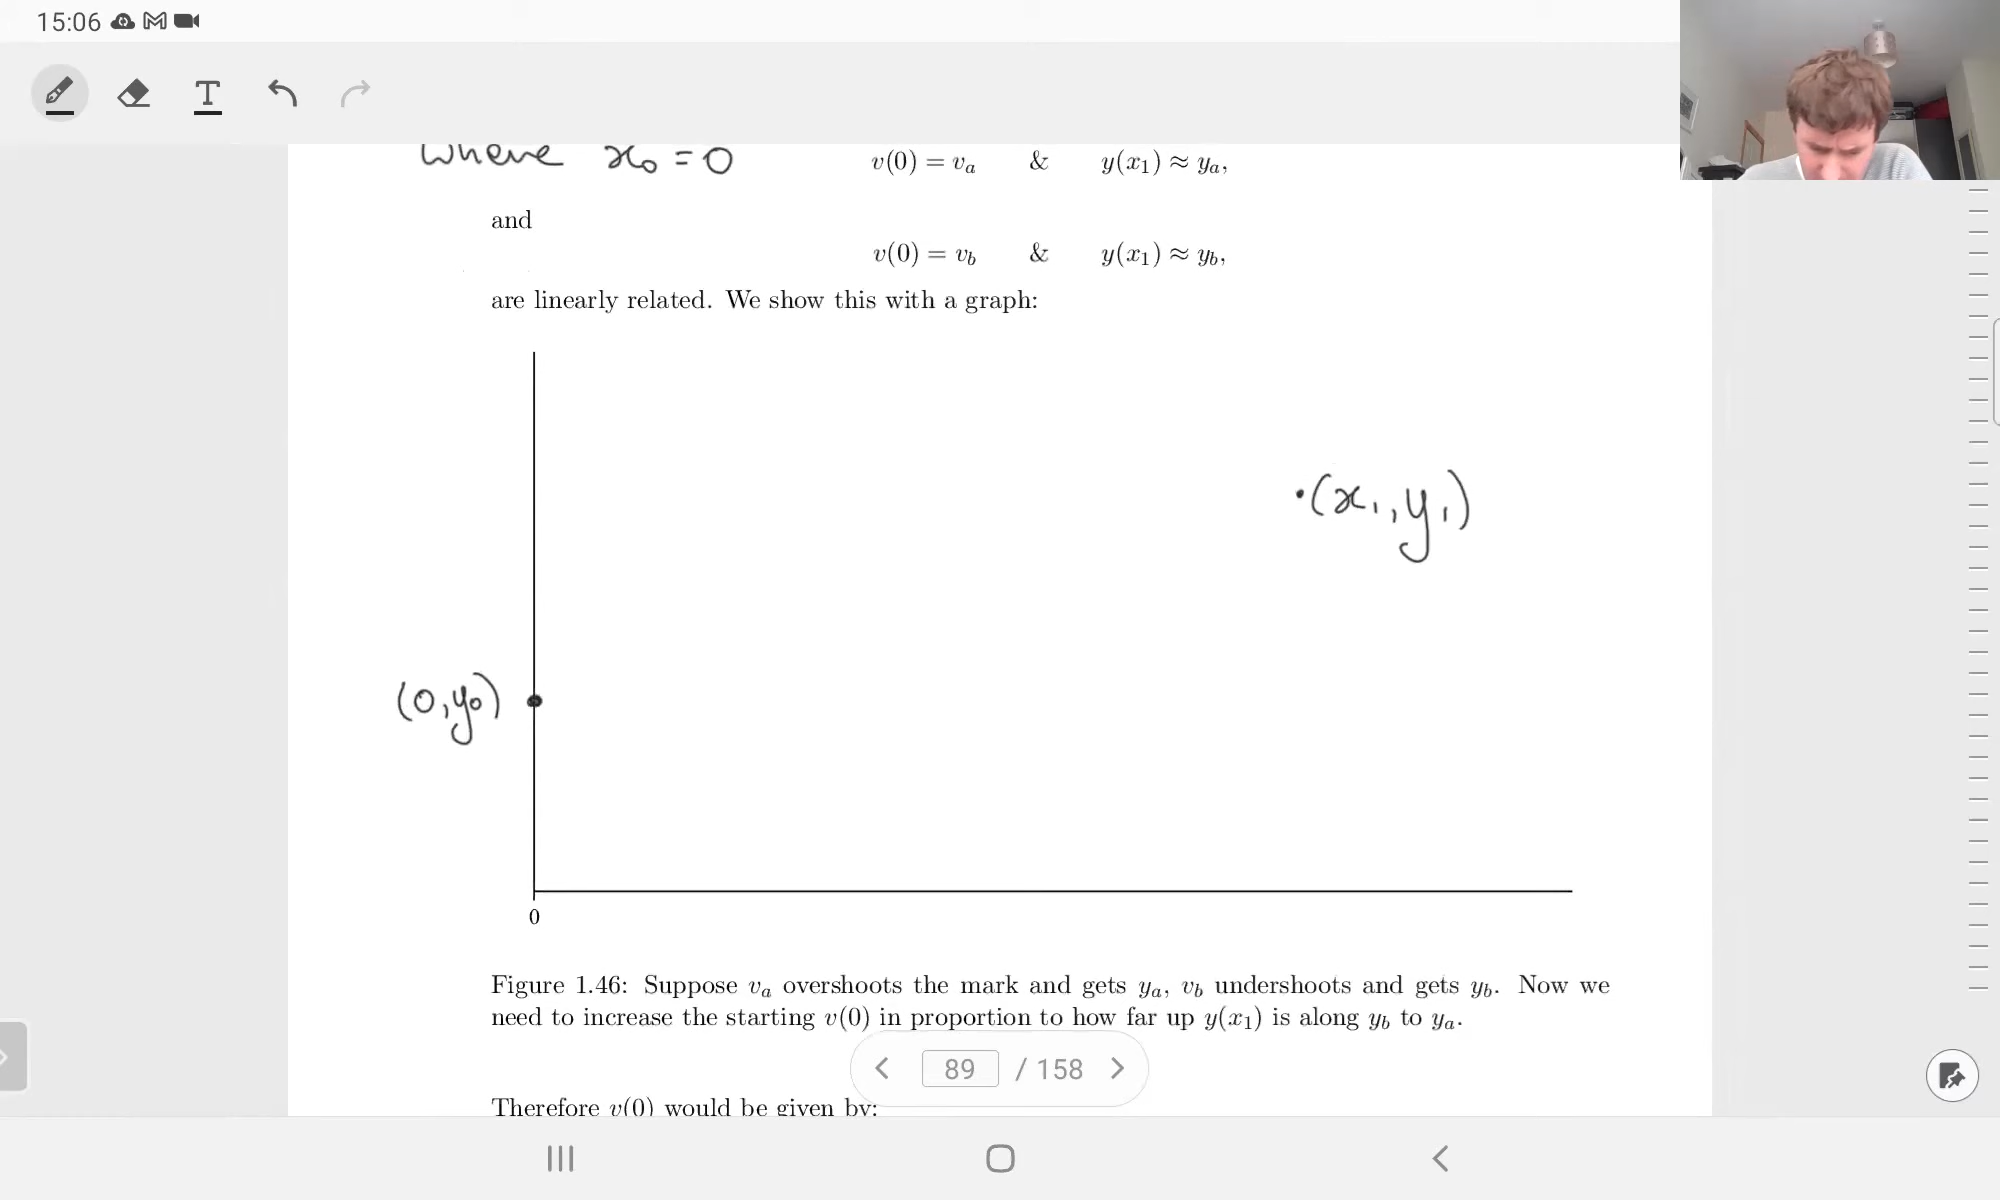 15:06
T
where x₀ = 0 v(0) = vₐ & y(x₁) ≈ yₐ,
and
v(0) = v_b & y(x₁) ≈ y_b,
are linearly related. We show this with a graph:
·(x₁, y₁)
(0, y₀)
0
Figure 1.46: Suppose vₐ overshoots the mark and gets yₐ, v_b undershoots and gets y_b. Now we
need to increase the starting v(0) in proportion to how far up y(x₁) is along y_b to yₐ.
89 / 158
Therefore v(0) would be given by: